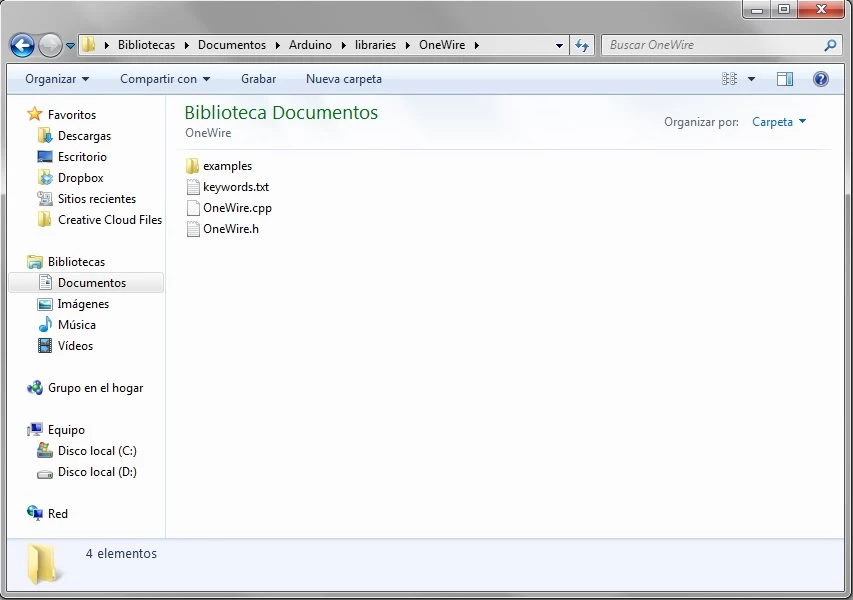 Bibliotecas Documentos Arduino libraries OneWire
Buscar OneWire
Organizar Compartir con Grabar Nueva carpeta
Favoritos
Descargas
Escritorio
Dropbox
Sitios recientes
Creative Cloud Files
Bibliotecas
Documentos
Imágenes
Música
Vídeos
Grupo en el hogar
Equipo
Disco local (C:)
Disco local (D:)
Red
Biblioteca Documentos
OneWire
Organizar por: Carpeta
examples
keywords.txt
OneWire.cpp
OneWire.h
4 elementos